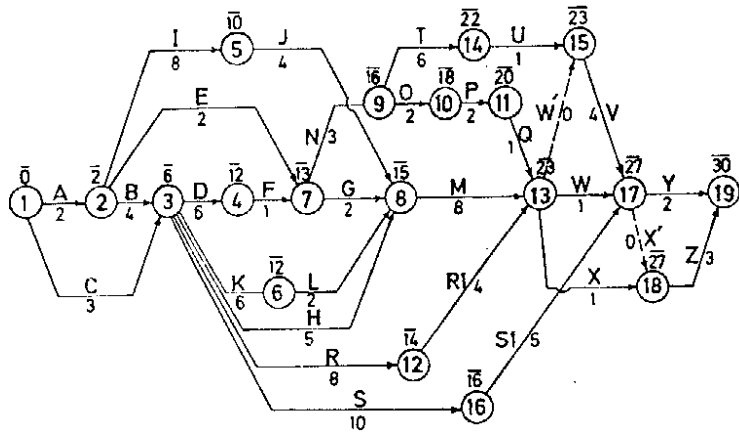 22 23
10 T 14 U 15
I 5 J 6 1
8 4 16 18 20
9 O 10 P 11 W′ 0 4 V
E 2 2
2 N 3 1 Q
0 2 6 12 13 15 23 27 30
1 A 2 B 3 D 4 F 7 G 8 M 13 W 17 Y 19
2 4 6 1 2 8 1 2
12 0 X′ 27
C K 6 L R1 4 X 18 Z 3
3 6 2 1
H
5 14 S1 5
R 12
8 16
S 16
10